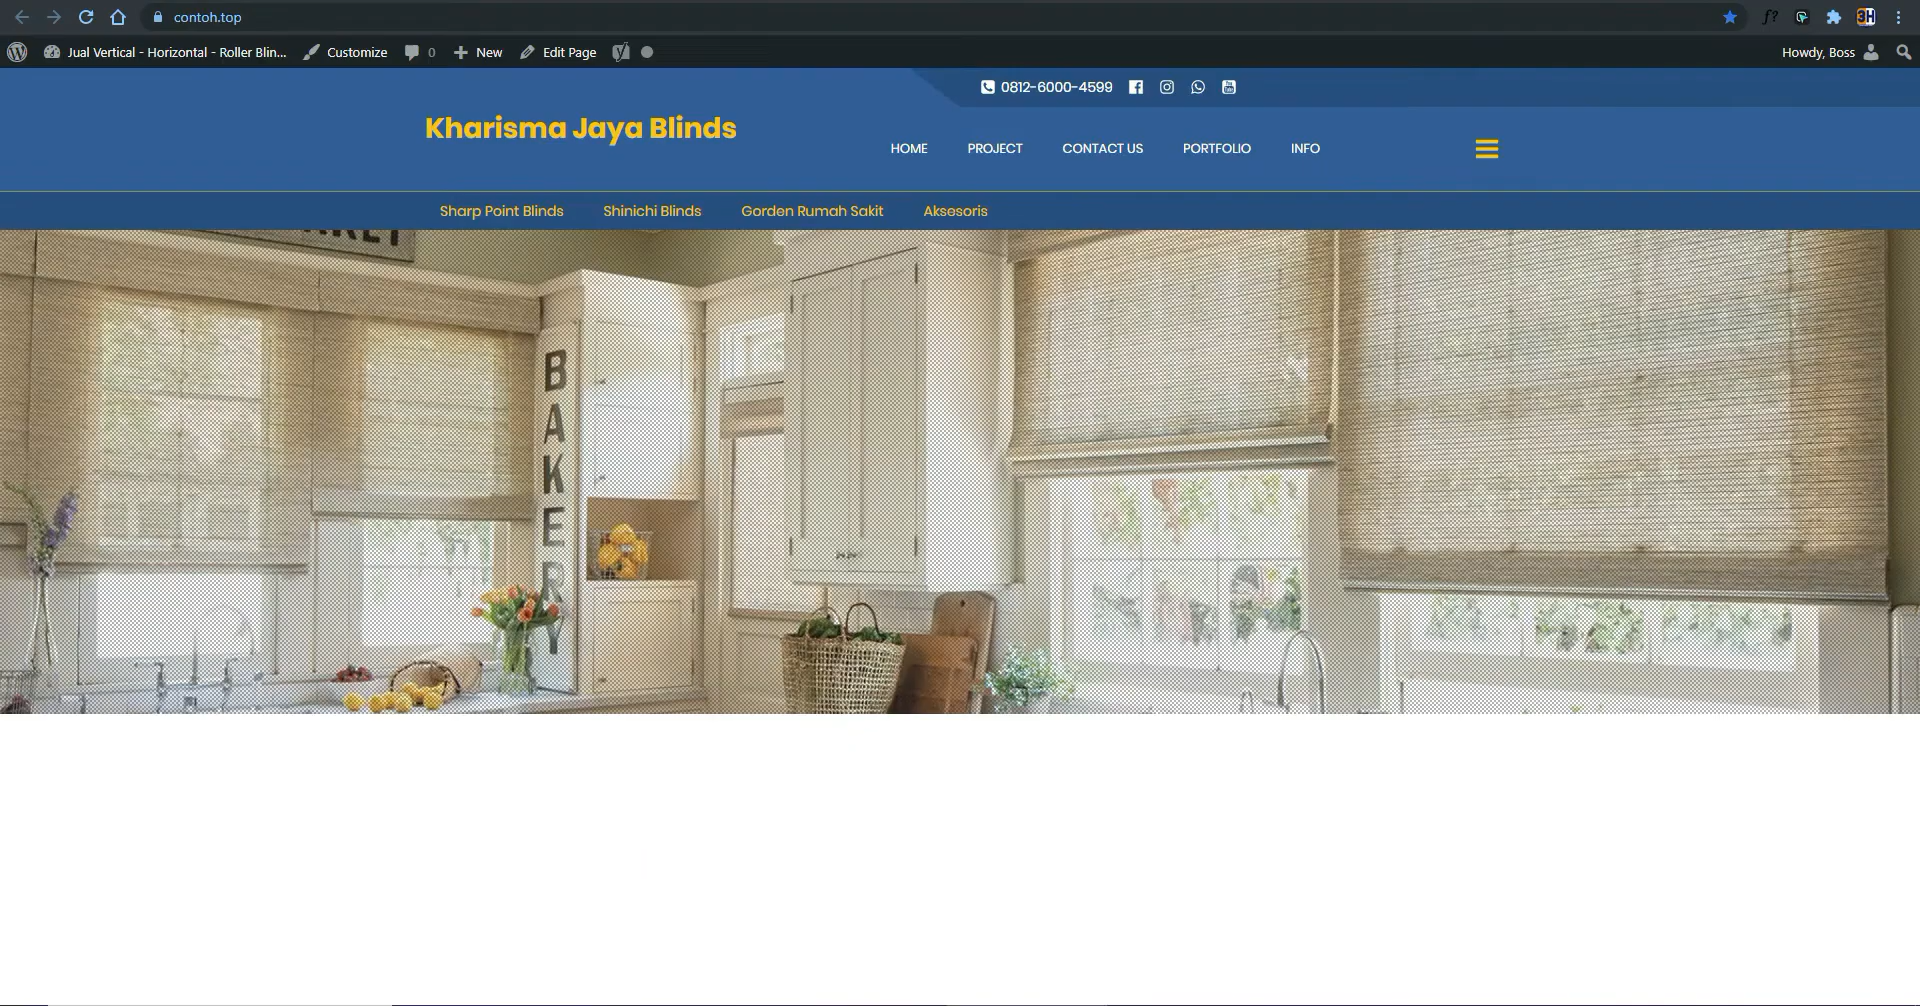 contoh.top
Jual Vertical - Horizontal - Roller Blin... Customize 0 New Edit Page Howdy, Boss
0812-6000-4599
Kharisma Jaya Blinds
HOME PROJECT CONTACT US PORTFOLIO INFO
Sharp Point Blinds Shinichi Blinds Gorden Rumah Sakit Aksesoris
BAKERY